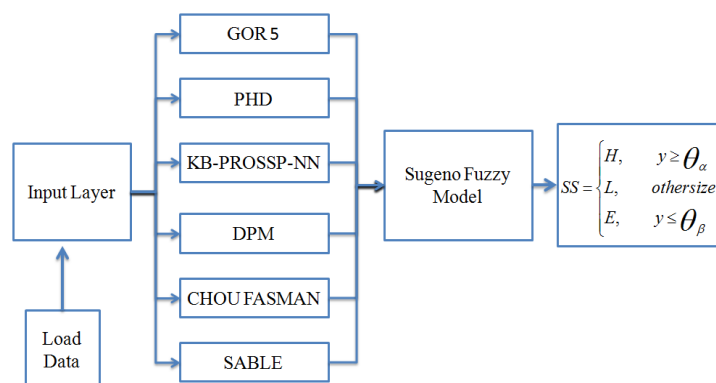 GOR 5
PHD
KB-PROSSP-NN
DPM
CHOU FASMAN
SABLE
Input Layer
Load
Data
Sugeno Fuzzy
Model
SS = { H, y ≥ θα
L, othersize
E, y ≤ θβ